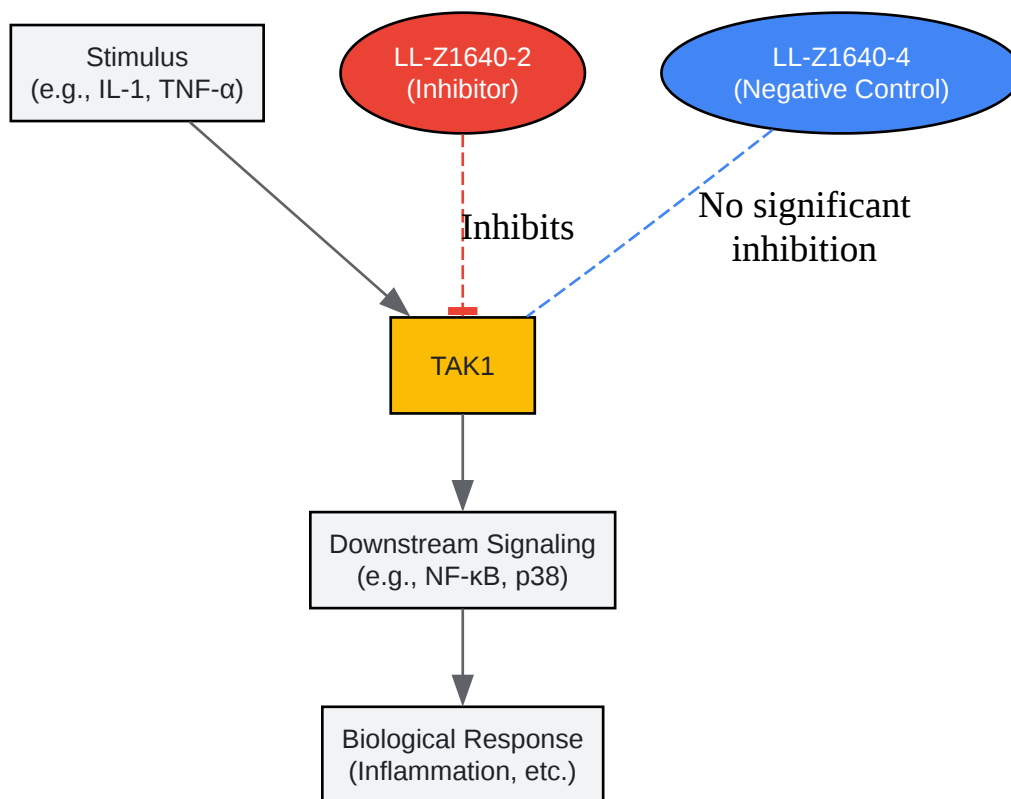 Stimulus
(e.g., IL-1, TNF-α)
LL-Z1640-2
(Inhibitor)
LL-Z1640-4
(Negative Control)
Inhibits
No significant
inhibition
TAK1
Downstream Signaling
(e.g., NF-κB, p38)
Biological Response
(Inflammation, etc.)